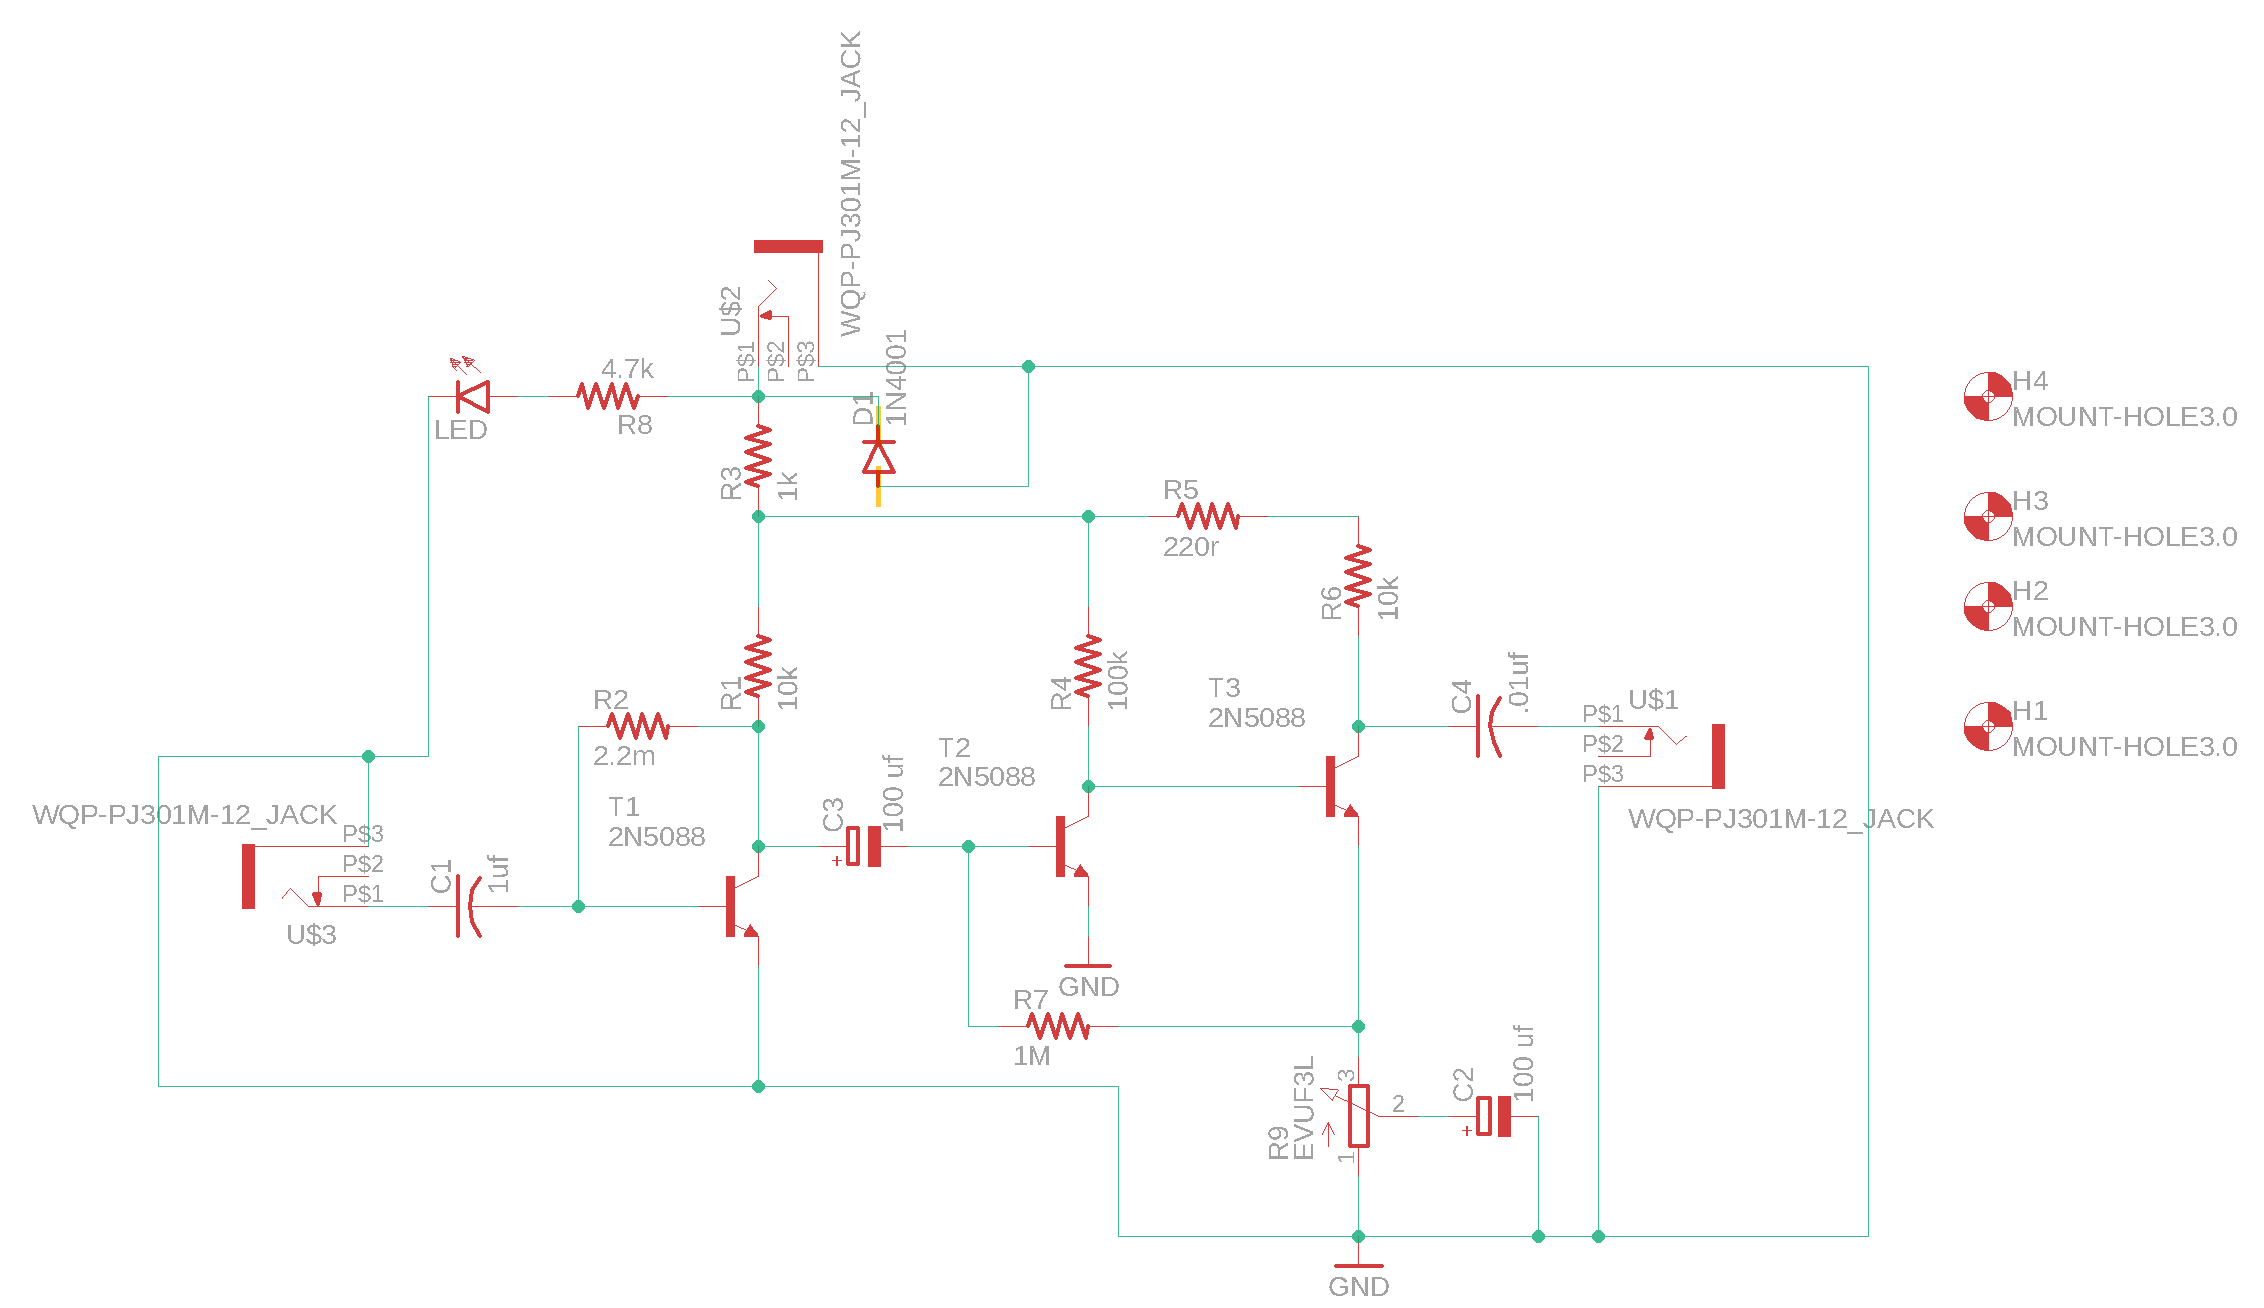 WQP-PJ301M-12_JACK
U$2
P$1
P$2
P$3
1N4001
D1
4.7k
R8
LED
R3
1k
R5
220r
R6
10k
R1
10k
R4
100k
R2
2.2m
T3
2N5088
C4
.01uf
U$1
P$1
P$2
P$3
WQP-PJ301M-12_JACK
H4
MOUNT-HOLE3.0
H3
MOUNT-HOLE3.0
H2
MOUNT-HOLE3.0
H1
MOUNT-HOLE3.0
WQP-PJ301M-12_JACK
P$3
P$2
P$1
U$3
C1
1uf
T1
2N5088
C3
100 uf
+
T2
2N5088
GND
R7
1M
R9
EVUF3L
3
2
1
C2
100 uf
+
GND